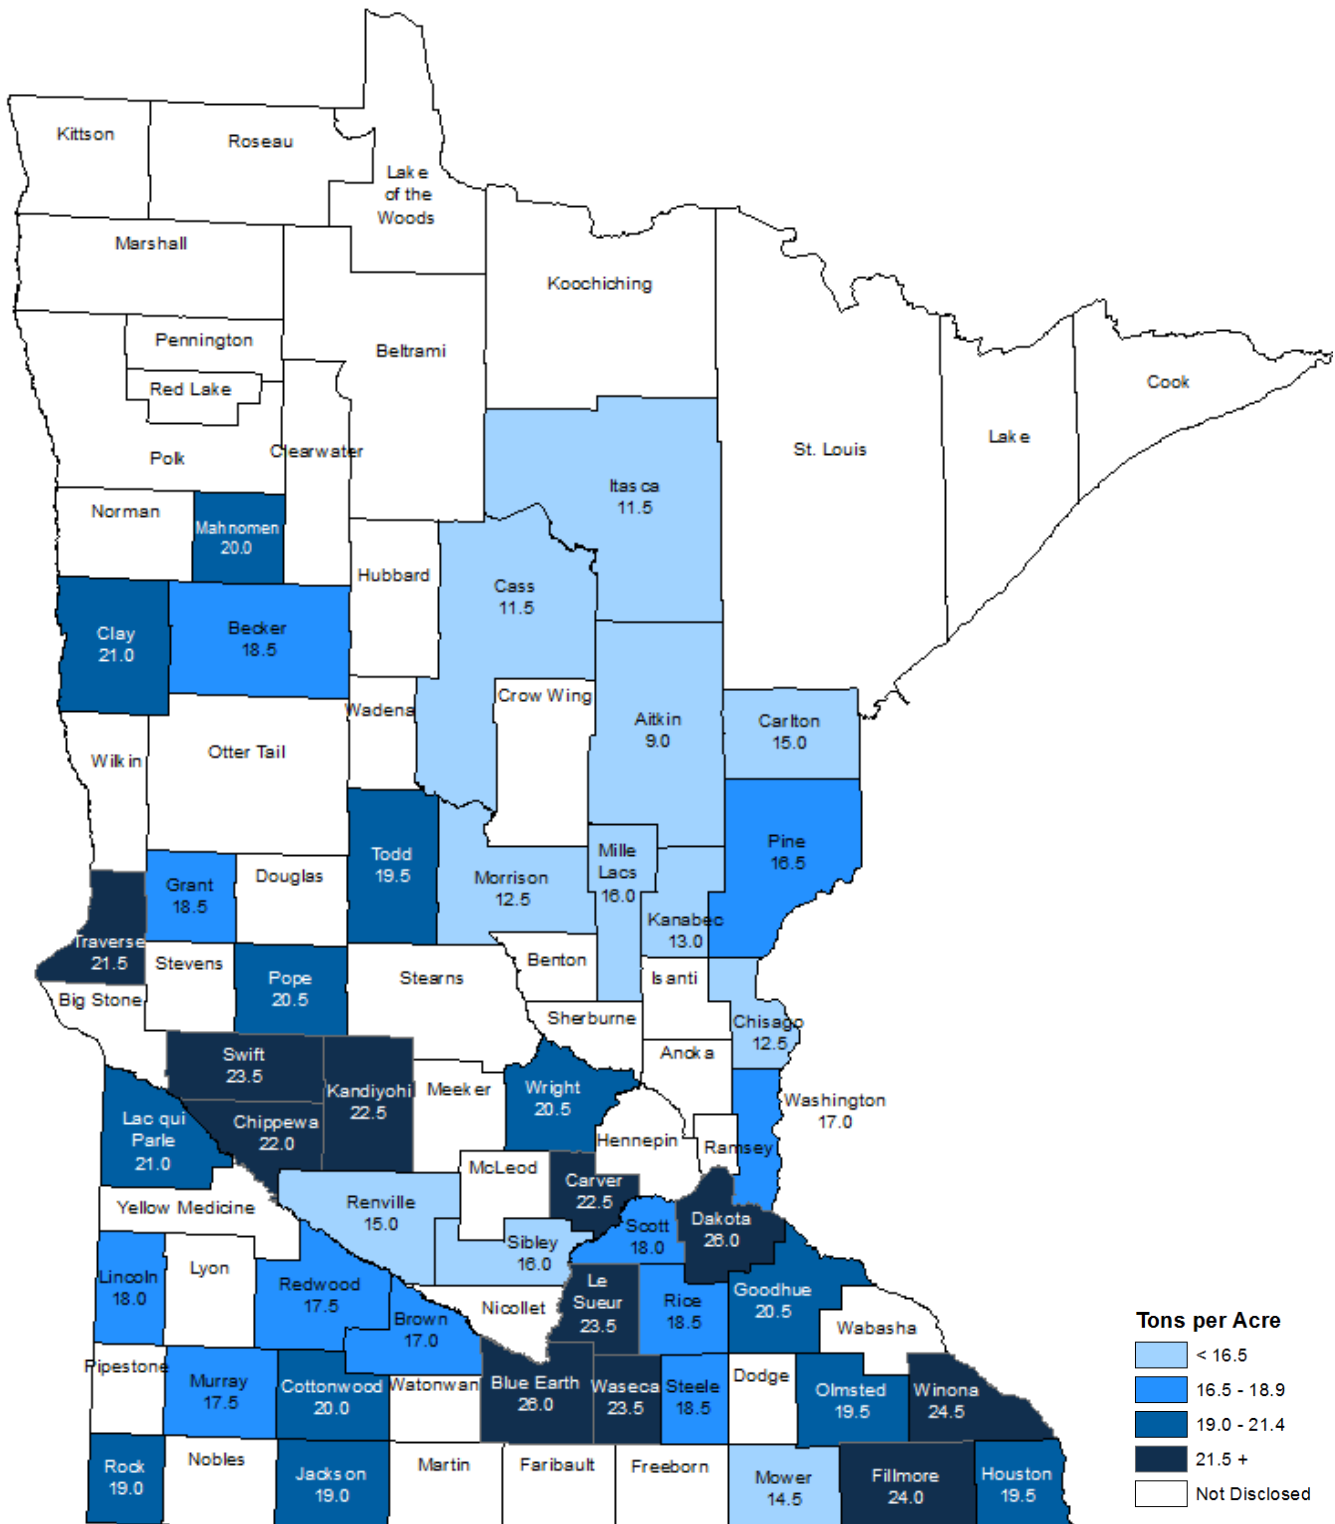 Kittson
Roseau
Lake
of the
Woods
Marshall
Koochiching
Pennington
Beltrami
Red Lake
Cook
Lake
St. Louis
Clearwater
Polk
Itasca
11.5
Norman
Mahnomen
20.0
Hubbard
Cass
11.5
Clay
21.0
Becker
18.5
Crow Wing
Wadena
Aitkin
9.0
Carlton
15.0
Otter Tail
Wilkin
Pine
16.5
Todd
19.5
Mille
Lacs
16.0
Morrison
12.5
Douglas
Grant
18.5
Kanabec
13.0
Traverse
21.5
Stevens
Pope
20.5
Stearns
Benton
Isanti
Big Stone
Sherburne
Chisago
12.5
Anoka
Swift
23.5
Kandiyohi
22.5
Meeker
Wright
20.5
Washington
17.0
Lac qui
Parle
21.0
Chippewa
22.0
Hennepin
Ramsey
McLeod
Carver
22.5
Yellow Medicine
Renville
15.0
Scott
18.0
Dakota
26.0
Sibley
16.0
Lincoln
18.0
Lyon
Redwood
17.5
Nicollet
Le
Sueur
23.5
Rice
18.5
Goodhue
20.5
Brown
17.0
Wabasha
Pipestone
Murray
17.5
Cottonwood
20.0
Watonwan
Blue Earth
26.0
Waseca
23.5
Steele
18.5
Dodge
Olmsted
19.5
Winona
24.5
Rock
19.0
Nobles
Jackson
19.0
Martin
Faribault
Freeborn
Mower
14.5
Fillmore
24.0
Houston
19.5
Tons per Acre
< 16.5
16.5 - 18.9
19.0 - 21.4
21.5 +
Not Disclosed